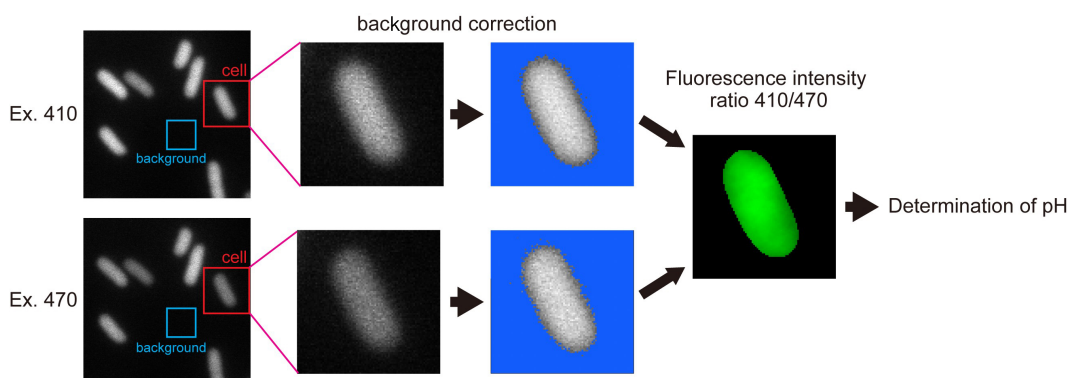 background correction
Ex. 410
cell
background
Fluorescence intensity
ratio 410/470
Determination of pH
Ex. 470
cell
background